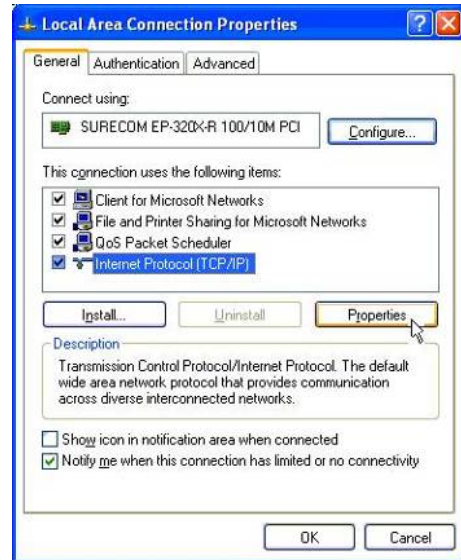 Local Area Connection Properties
General Authentication Advanced
Connect using:
SURECOM EP-320X-R 100/10M PCI
Configure...
This connection uses the following items:
Client for Microsoft Networks
File and Printer Sharing for Microsoft Networks
QoS Packet Scheduler
Internet Protocol (TCP/IP)
Install... Uninstall Properties
Description
Transmission Control Protocol/Internet Protocol. The default
wide area network protocol that provides communication
across diverse interconnected networks.
Show icon in notification area when connected
Notify me when this connection has limited or no connectivity
OK Cancel